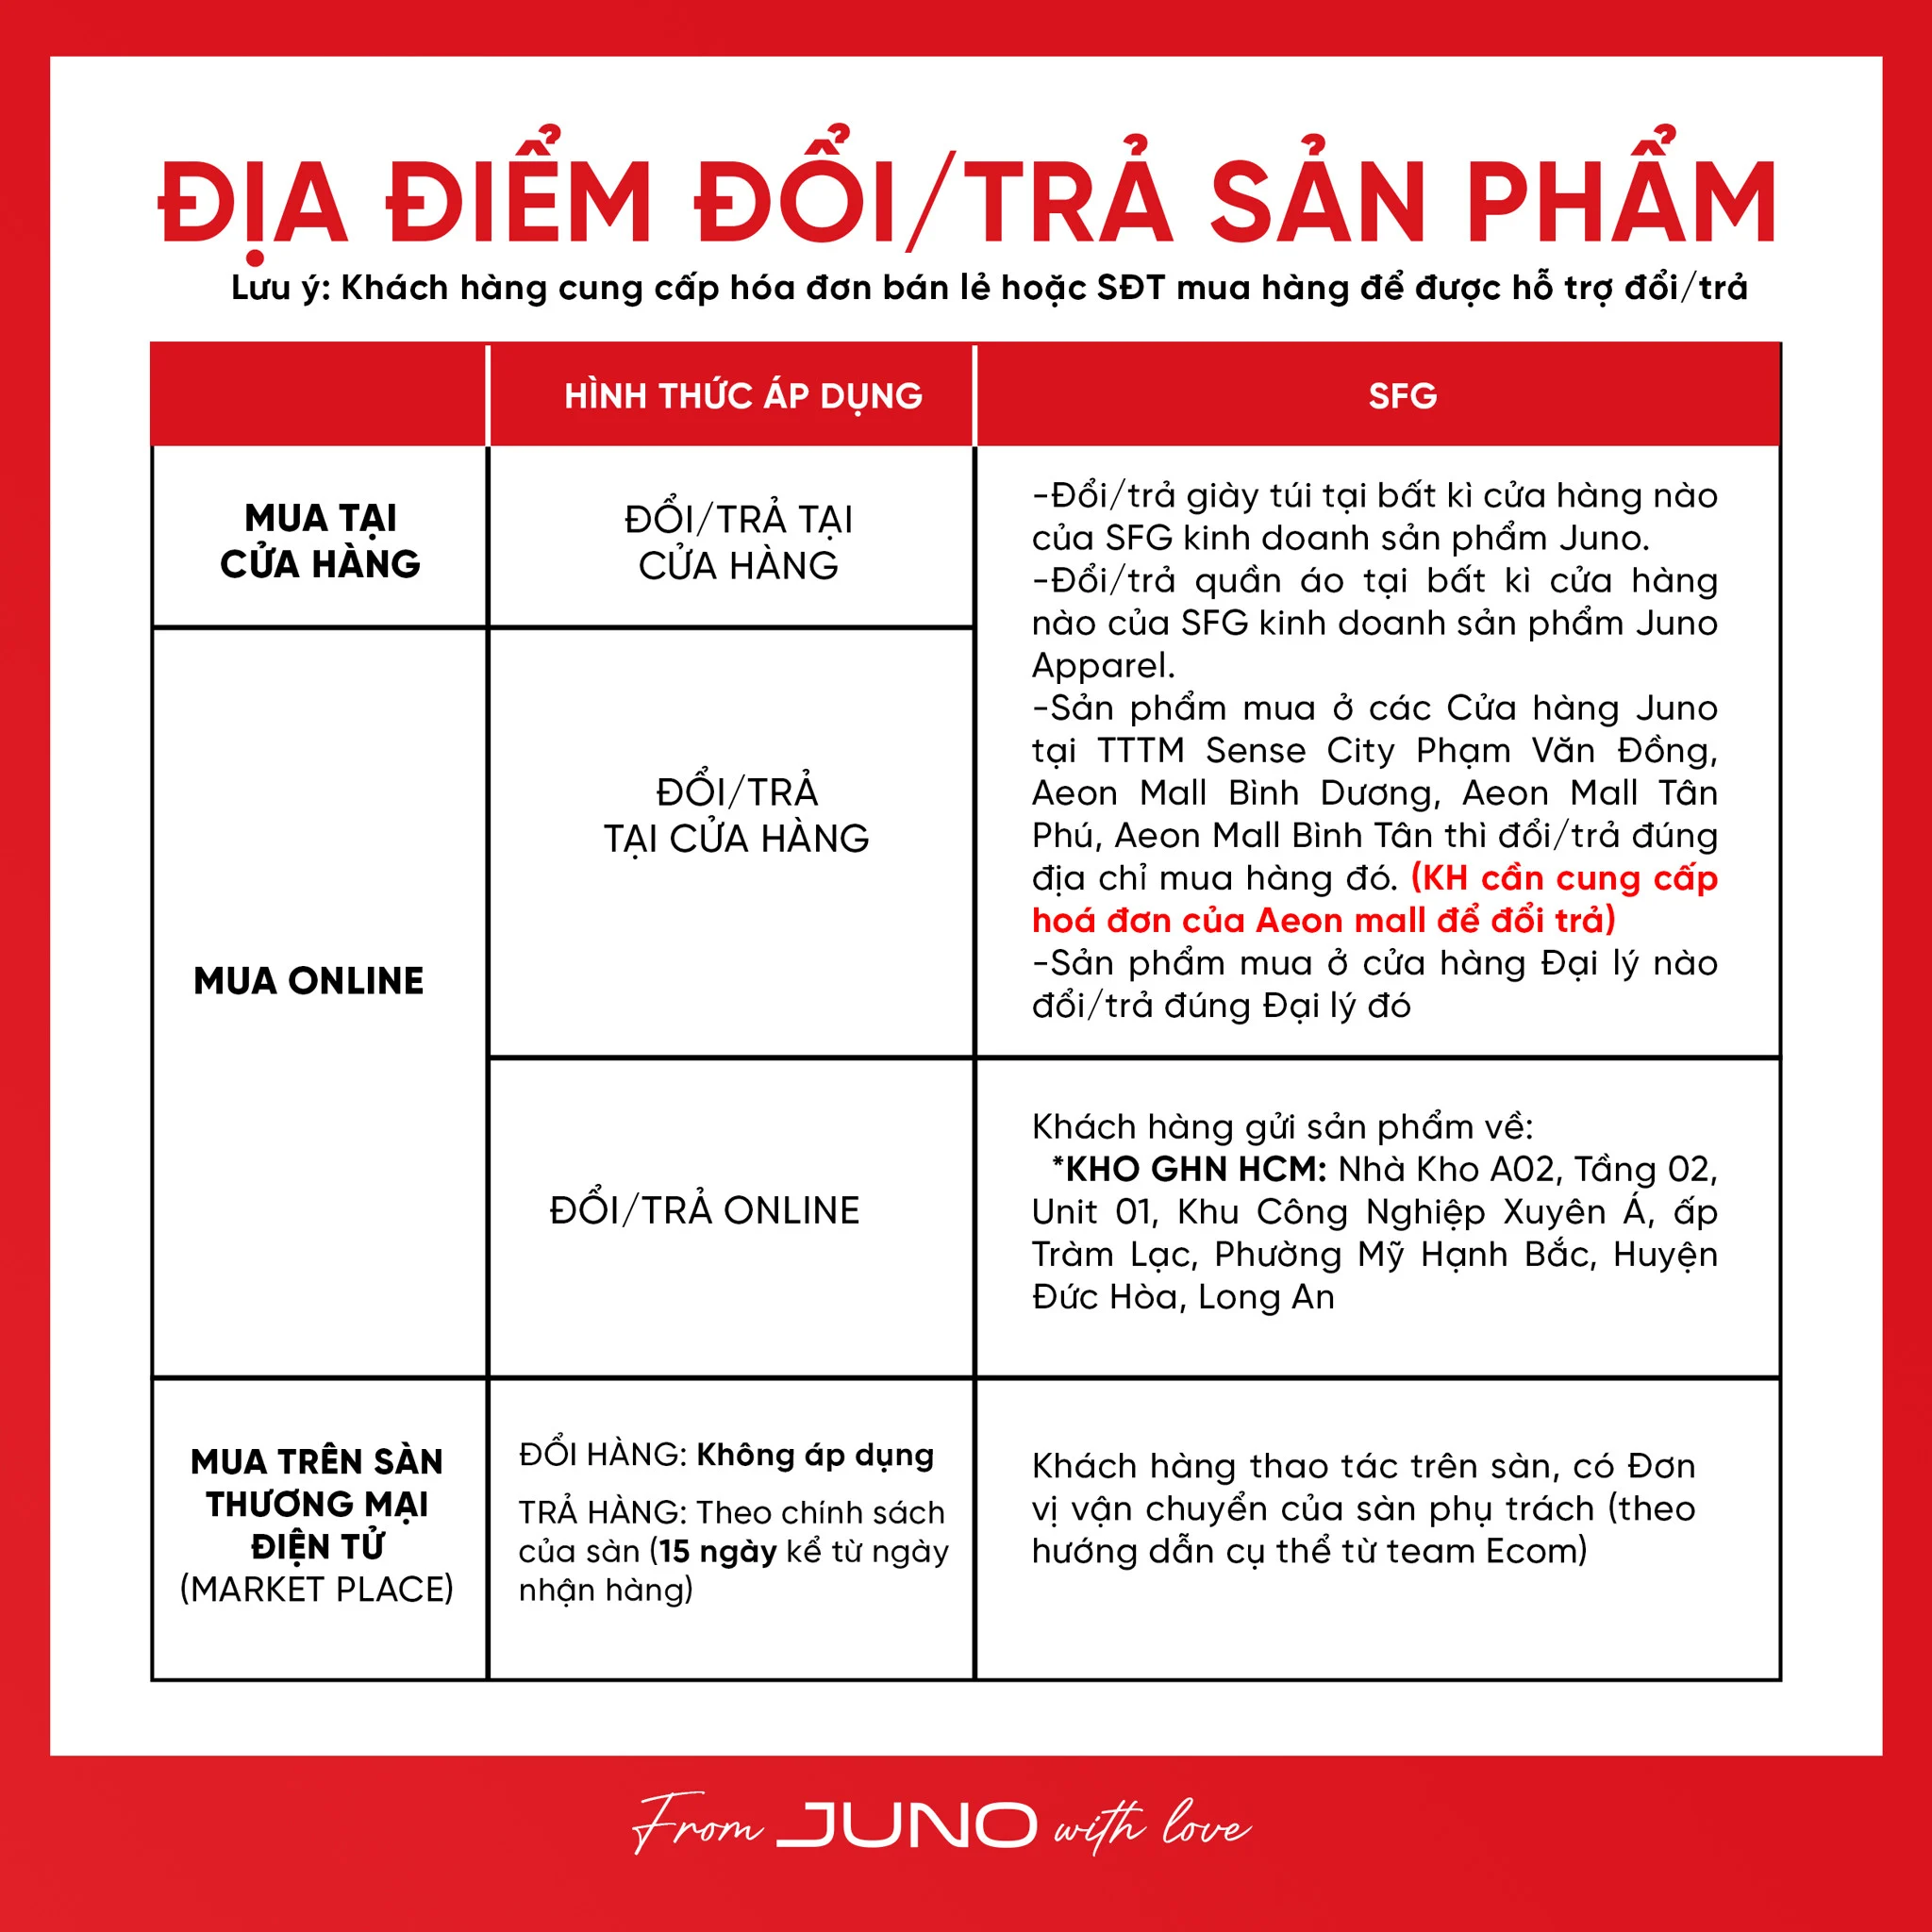 ĐỊA ĐIỂM ĐỔI/TRẢ SẢN PHẨM
Lưu ý: Khách hàng cung cấp hóa đơn bán lẻ hoặc SĐT mua hàng để được hỗ trợ đổi/trả
HÌNH THỨC ÁP DỤNG
SFG
MUA TẠI
CỬA HÀNG
ĐỔI/TRẢ TẠI
CỬA HÀNG
-Đổi/trả giày túi tại bất kì cửa hàng nào
của SFG kinh doanh sản phẩm Juno.
-Đổi/trả quần áo tại bất kì cửa hàng
nào của SFG kinh doanh sản phẩm Juno
Apparel.
-Sản phẩm mua ở các Cửa hàng Juno
tại TTTM Sense City Phạm Văn Đồng,
Aeon Mall Bình Dương, Aeon Mall Tân
Phú, Aeon Mall Bình Tân thì đổi/trả đúng
địa chỉ mua hàng đó. (KH cần cung cấp
hoá đơn của Aeon mall để đổi trả)
-Sản phẩm mua ở cửa hàng Đại lý nào
đổi/trả đúng Đại lý đó
MUA ONLINE
ĐỔI/TRẢ
TẠI CỬA HÀNG
ĐỔI/TRẢ ONLINE
Khách hàng gửi sản phẩm về:
*KHO GHN HCM: Nhà Kho A02, Tầng 02,
Unit 01, Khu Công Nghiệp Xuyên Á, ấp
Tràm Lạc, Phường Mỹ Hạnh Bắc, Huyện
Đức Hòa, Long An
MUA TRÊN SÀN
THƯƠNG MẠI
ĐIỆN TỬ
(MARKET PLACE)
ĐỔI HÀNG: Không áp dụng
TRẢ HÀNG: Theo chính sách
của sàn (15 ngày kể từ ngày
nhận hàng)
Khách hàng thao tác trên sàn, có Đơn
vị vận chuyển của sàn phụ trách (theo
hướng dẫn cụ thể từ team Ecom)
From JUNO with love